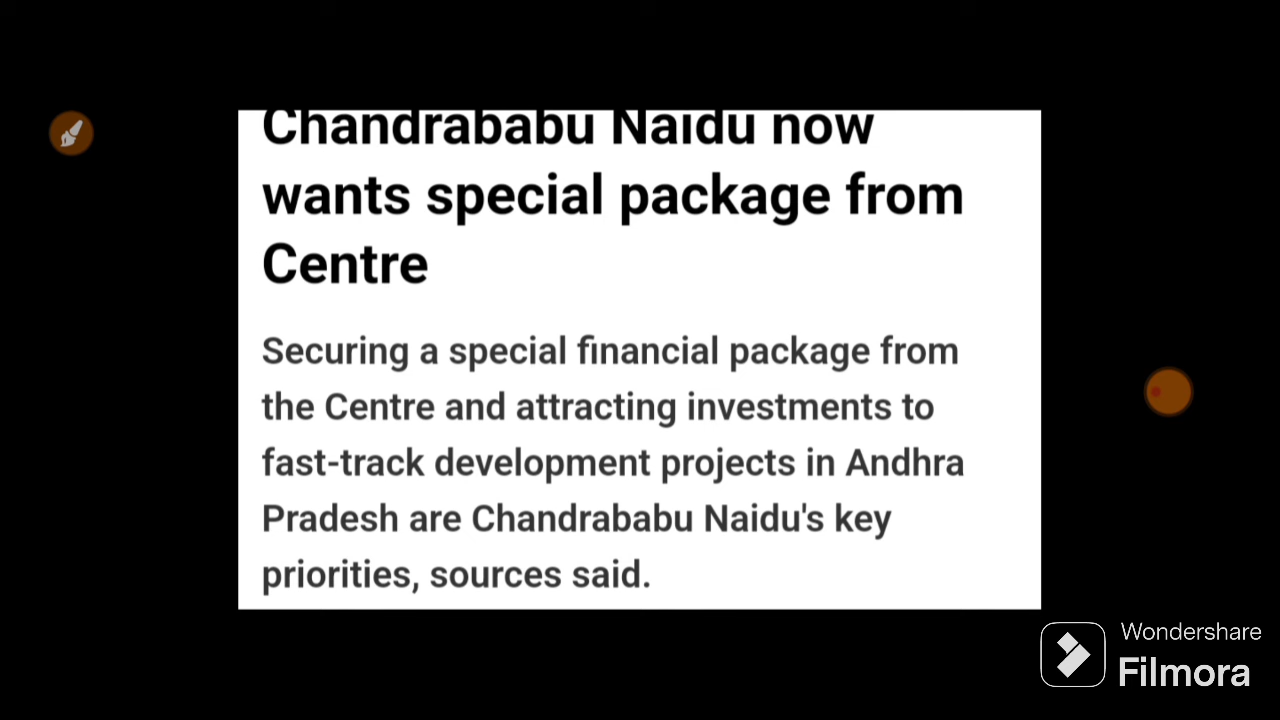 Chandrababu Naidu now
wants special package from
Centre
Securing a special financial package from
the Centre and attracting investments to
fast-track development projects in Andhra
Pradesh are Chandrababu Naidu's key
priorities, sources said.
Wondershare
Filmora